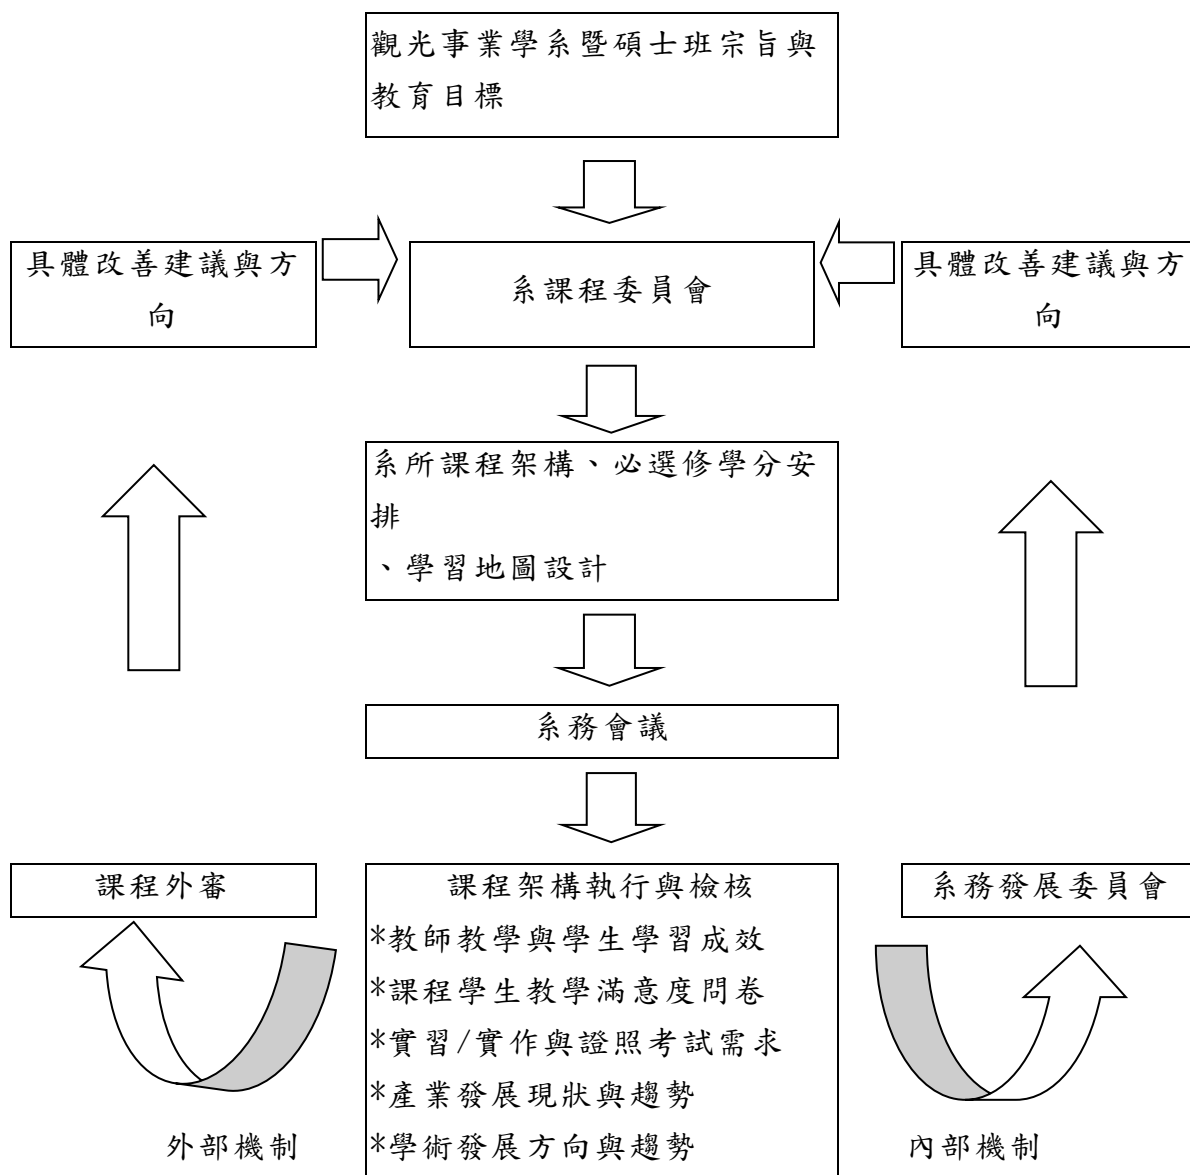 觀光事業學系暨碩士班宗旨與
教育目標
具體改善建議與方
向
系課程委員會
具體改善建議與方
向
系所課程架構、必選修學分安
排
、學習地圖設計
系務會議
課程外審
課程架構執行與檢核
*教師教學與學生學習成效
*課程學生教學滿意度問卷
*實習/實作與證照考試需求
*產業發展現狀與趨勢
*學術發展方向與趨勢
系務發展委員會
外部機制
內部機制